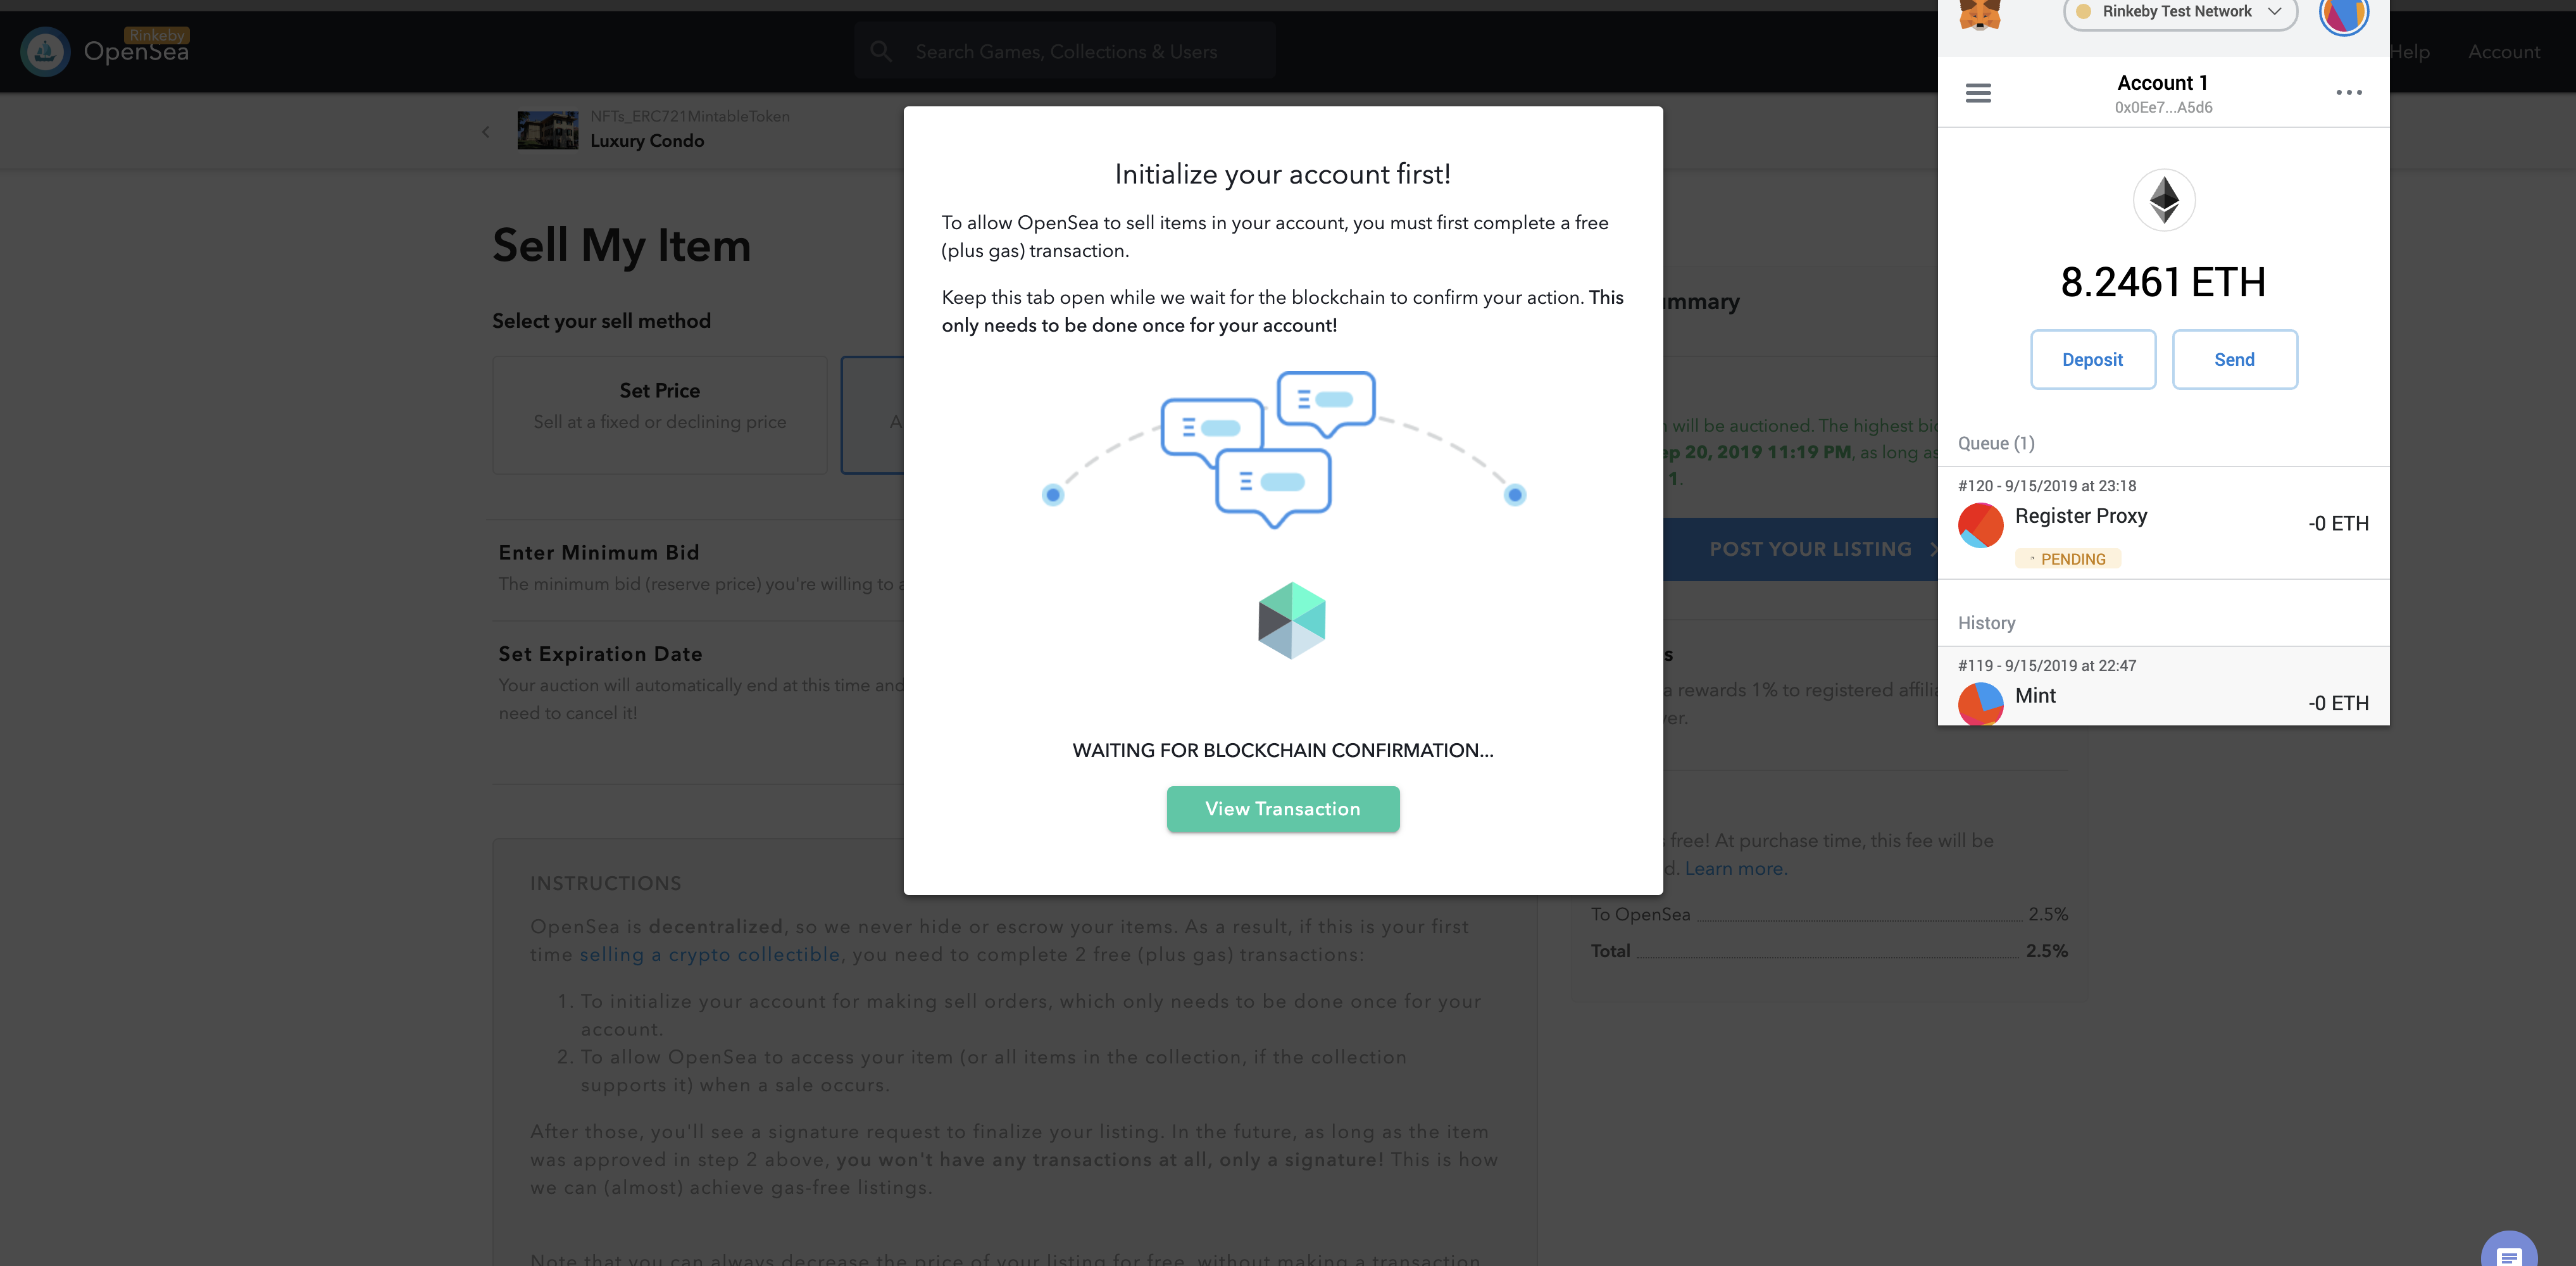 Rinkeby
OpenSea
Search Games, Collections & Users
Help
Account
NFTs_ERC721MintableToken
Luxury Condo
Sell My Item
Select your sell method
Set Price
Sell at a fixed or declining price
A
Enter Minimum Bid
The minimum bid (reserve price) you're willing to a
Set Expiration Date
Your auction will automatically end at this time and
need to cancel it!
INSTRUCTIONS
OpenSea is decentralized, so we never hide or escrow your items. As a result, if this is your first
time selling a crypto collectible, you need to complete 2 free (plus gas) transactions:
1. To initialize your account for making sell orders, which only needs to be done once for your
account.
2. To allow OpenSea to access your item (or all items in the collection, if the collection
supports it) when a sale occurs.
After those, you'll see a signature request to finalize your listing. In the future, as long as the item
was approved in step 2 above, you won't have any transactions at all, only a signature! This is how
we can (almost) achieve gas-free listings.
Note that you can always decrease the price of your listing for free, without making a transaction
Initialize your account first!
To allow OpenSea to sell items in your account, you must first complete a free
(plus gas) transaction.
Keep this tab open while we wait for the blockchain to confirm your action. This
only needs to be done once for your account!
WAITING FOR BLOCKCHAIN CONFIRMATION...
View Transaction
ummary
will be auctioned. The highest bi
ep 20, 2019 11:19 PM, as long as
1.
POST YOUR LISTING
s
a rewards 1% to registered affili
er.
free! At purchase time, this fee will be
d. Learn more.
To OpenSea 2.5%
Total 2.5%
Rinkeby Test Network
Account 1
0x0Ee7...A5d6
8.2461 ETH
Deposit
Send
Queue (1)
#120 - 9/15/2019 at 23:18
Register Proxy
-0 ETH
PENDING
History
#119 - 9/15/2019 at 22:47
Mint
-0 ETH